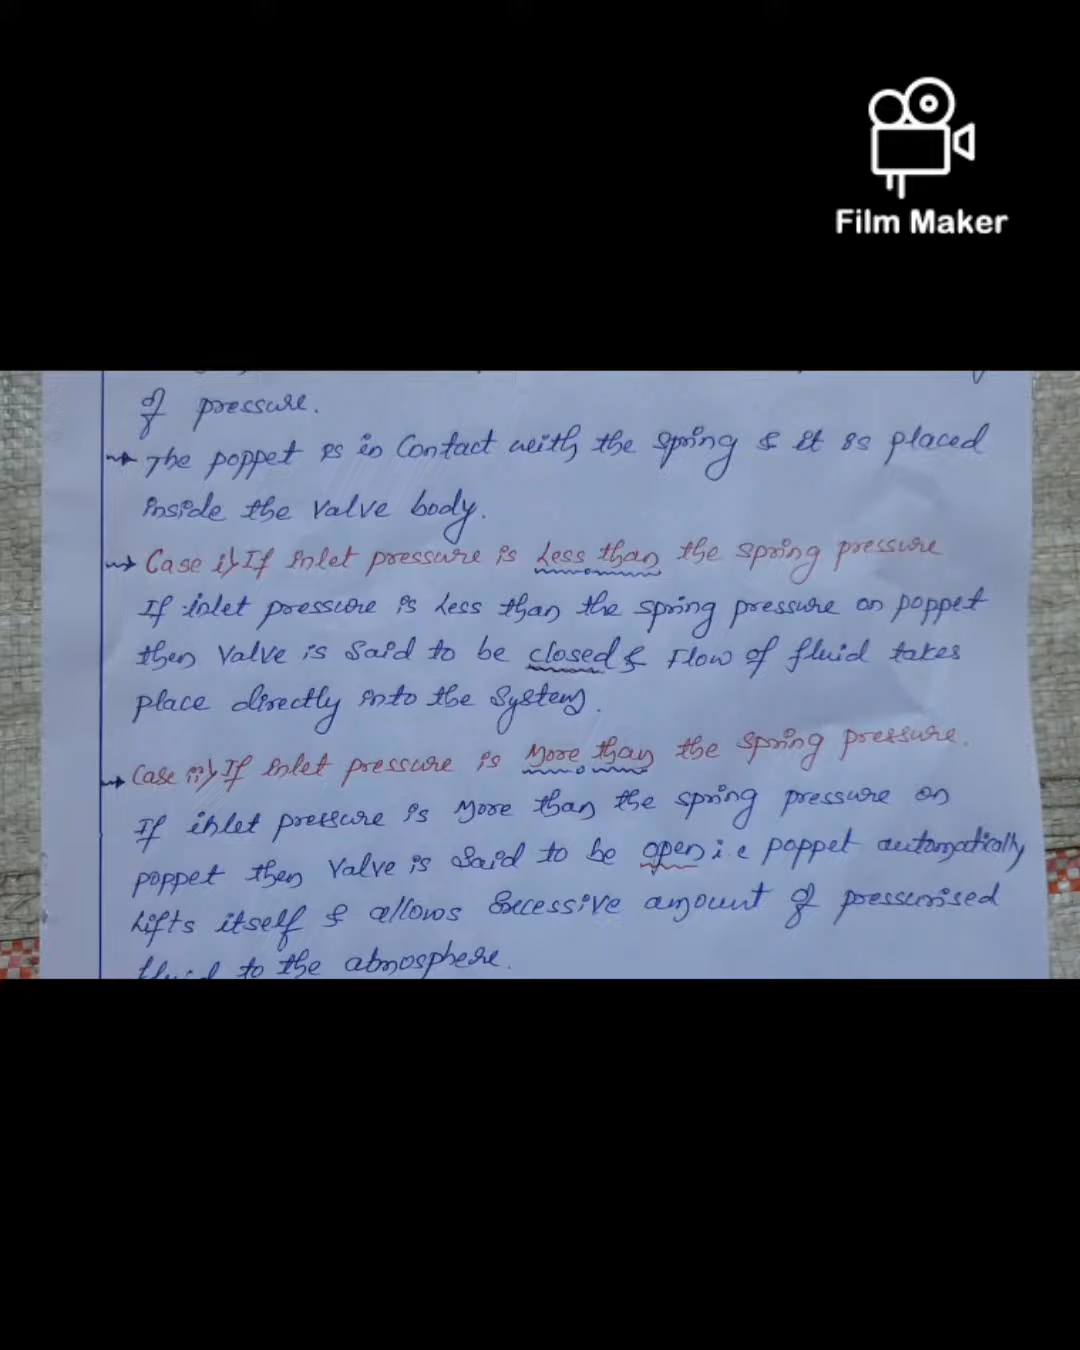 Film Maker
of pressure.
The poppet is in Contact with the spring & it is placed
inside the valve body.
Case i) If inlet pressure is Less than the spring pressure
If inlet pressure is Less than the spring pressure on poppet
then valve is said to be closed & Flow of fluid takes
place directly into the System.
Case ii) If inlet pressure is More than the spring pressure.
If inlet pressure is More than the spring pressure on
poppet then valve is said to be open i.e poppet automatically
Lifts itself & allows Excessive amount of pressurised
fluid to the atmosphere.